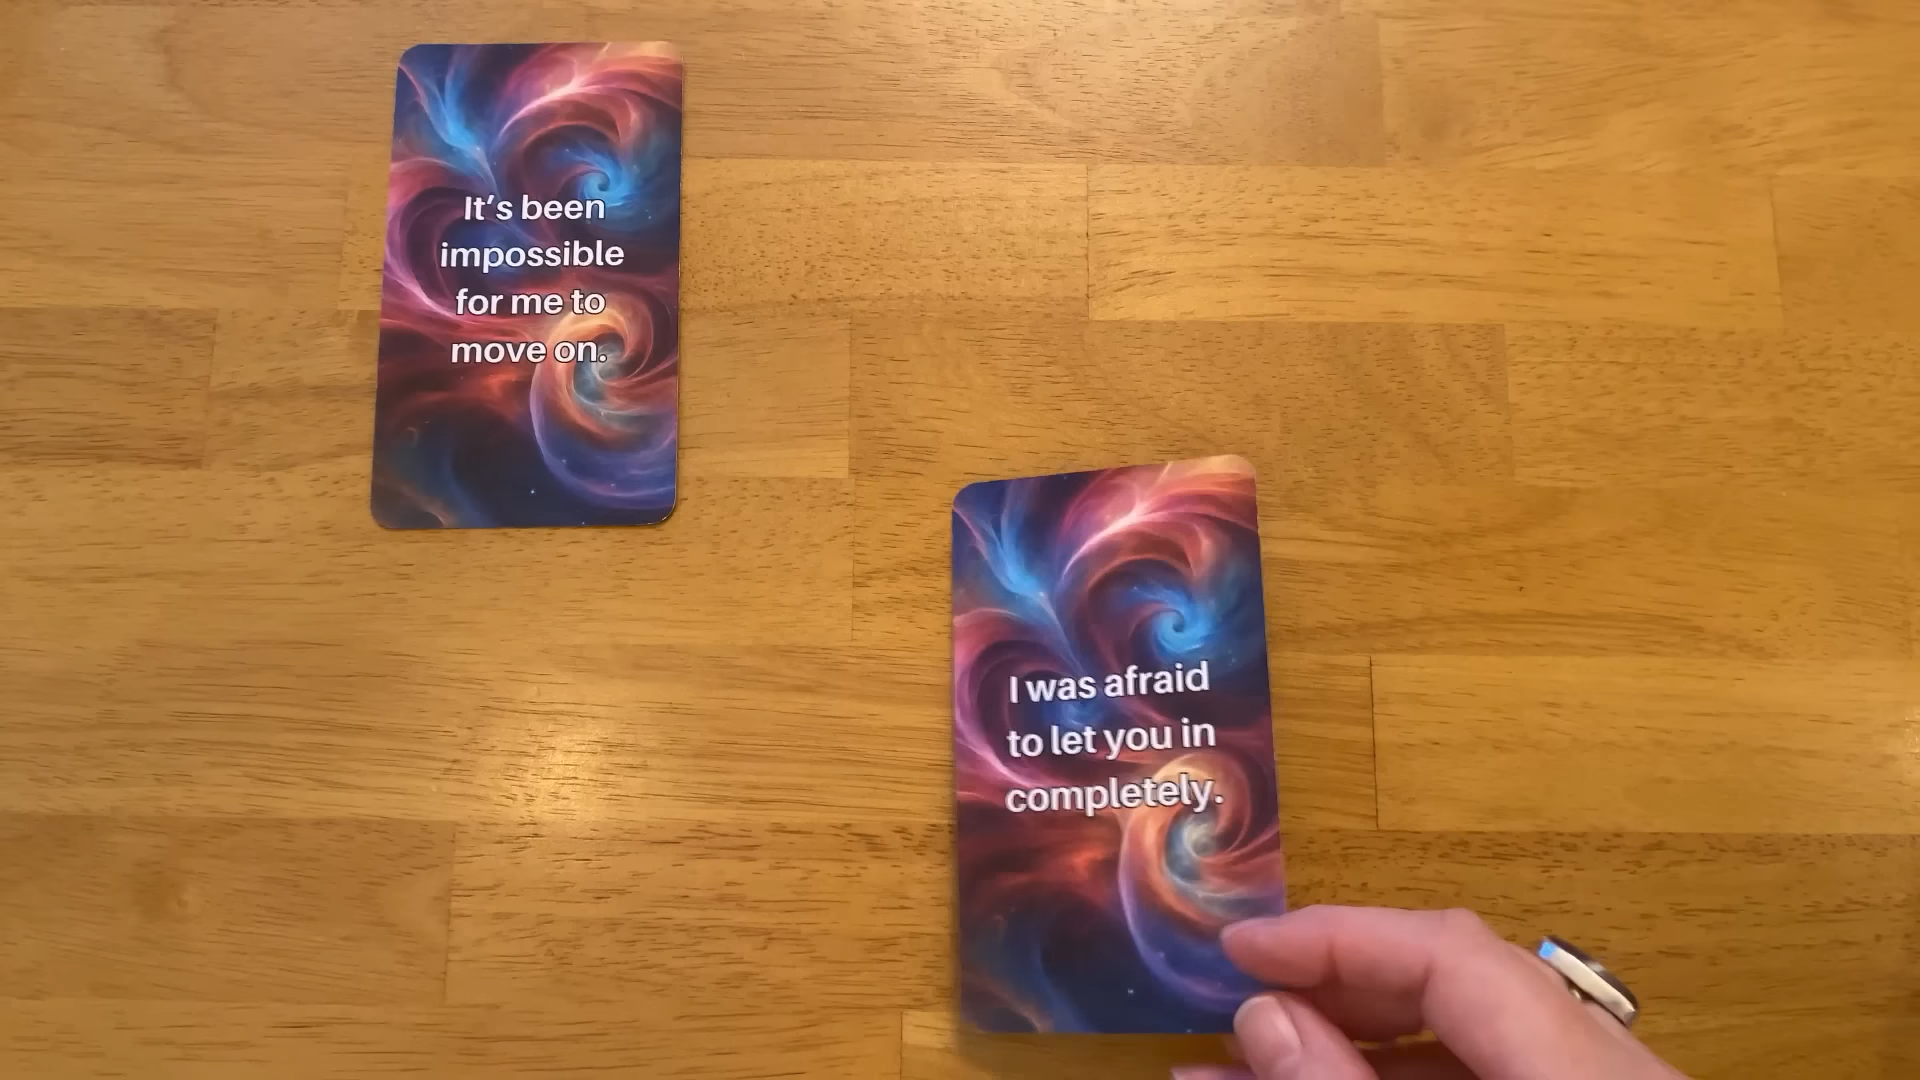 It's been
impossible
for me to
move on.
I was afraid
to let you in
completely.